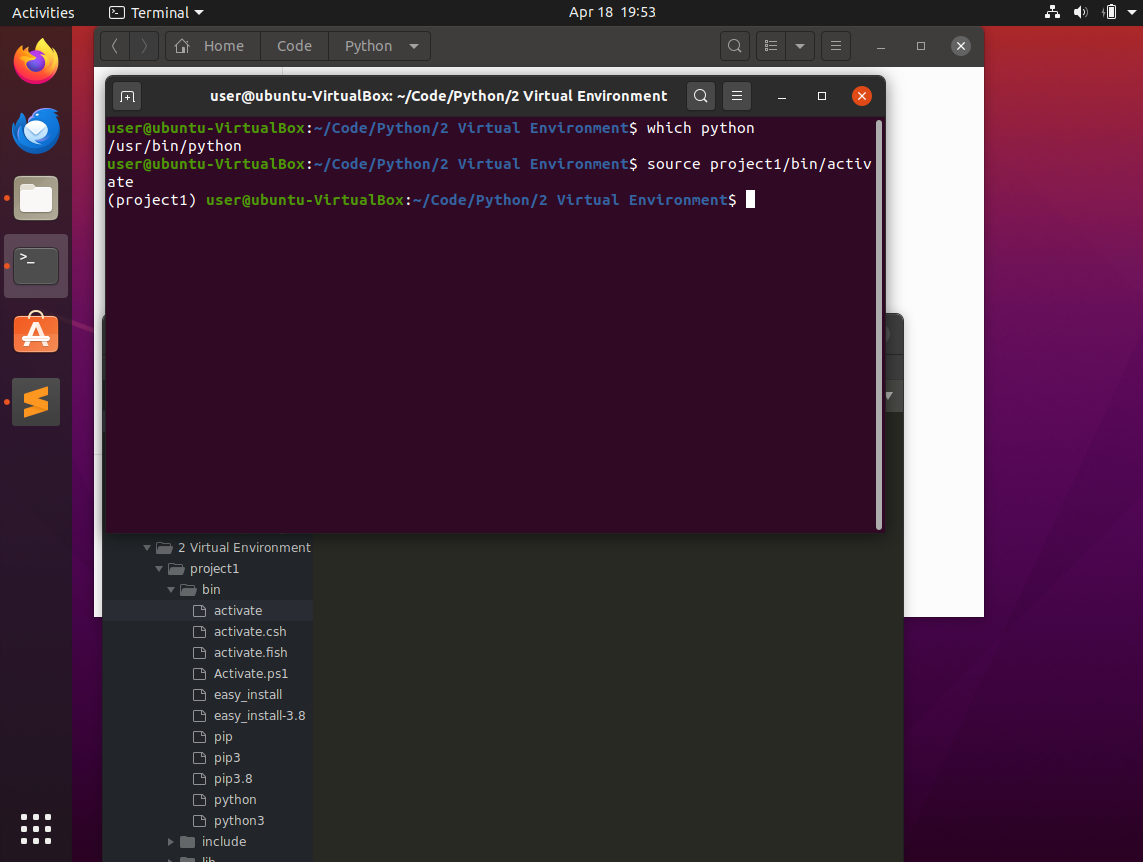 Activities Terminal Apr 18 19:53
Home Code Python
user@ubuntu-VirtualBox: ~/Code/Python/2 Virtual Environment
user@ubuntu-VirtualBox:~/Code/Python/2 Virtual Environment$ which python
/usr/bin/python
user@ubuntu-VirtualBox:~/Code/Python/2 Virtual Environment$ source project1/bin/activ
ate
(project1) user@ubuntu-VirtualBox:~/Code/Python/2 Virtual Environment$
2 Virtual Environment
project1
bin
activate
activate.csh
activate.fish
Activate.ps1
easy_install
easy_install-3.8
pip
pip3
pip3.8
python
python3
include
lib